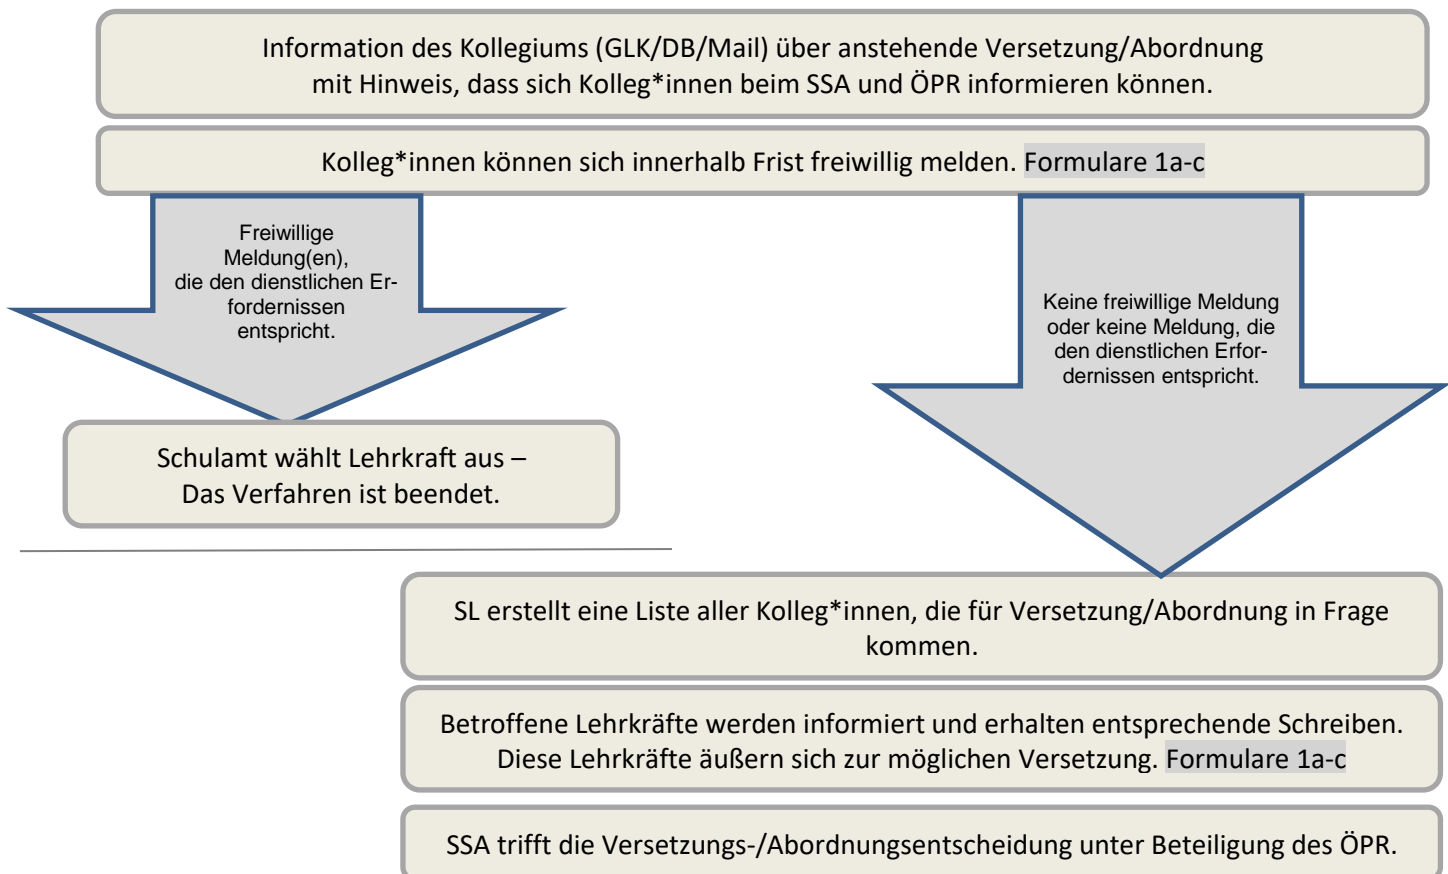 Information des Kollegiums (GLK/DB/Mail) über anstehende Versetzung/Abordnung
mit Hinweis, dass sich Kolleg*innen beim SSA und ÖPR informieren können.
Kolleg*innen können sich innerhalb Frist freiwillig melden. Formulare 1a-c
Freiwillige
Meldung(en),
die den dienstlichen Er-
fordernissen
entspricht.
Keine freiwillige Meldung
oder keine Meldung, die
den dienstlichen Erfor-
dernissen entspricht.
Schulamt wählt Lehrkraft aus –
Das Verfahren ist beendet.
SL erstellt eine Liste aller Kolleg*innen, die für Versetzung/Abordnung in Frage
kommen.
Betroffene Lehrkräfte werden informiert und erhalten entsprechende Schreiben.
Diese Lehrkräfte äußern sich zur möglichen Versetzung. Formulare 1a-c
SSA trifft die Versetzungs-/Abordnungsentscheidung unter Beteiligung des ÖPR.